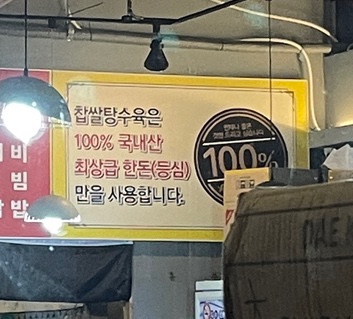 찹쌀탕수육은
100% 국내산
최상급 한돈(등심)
만을 사용합니다.
100%
비
빔
밥